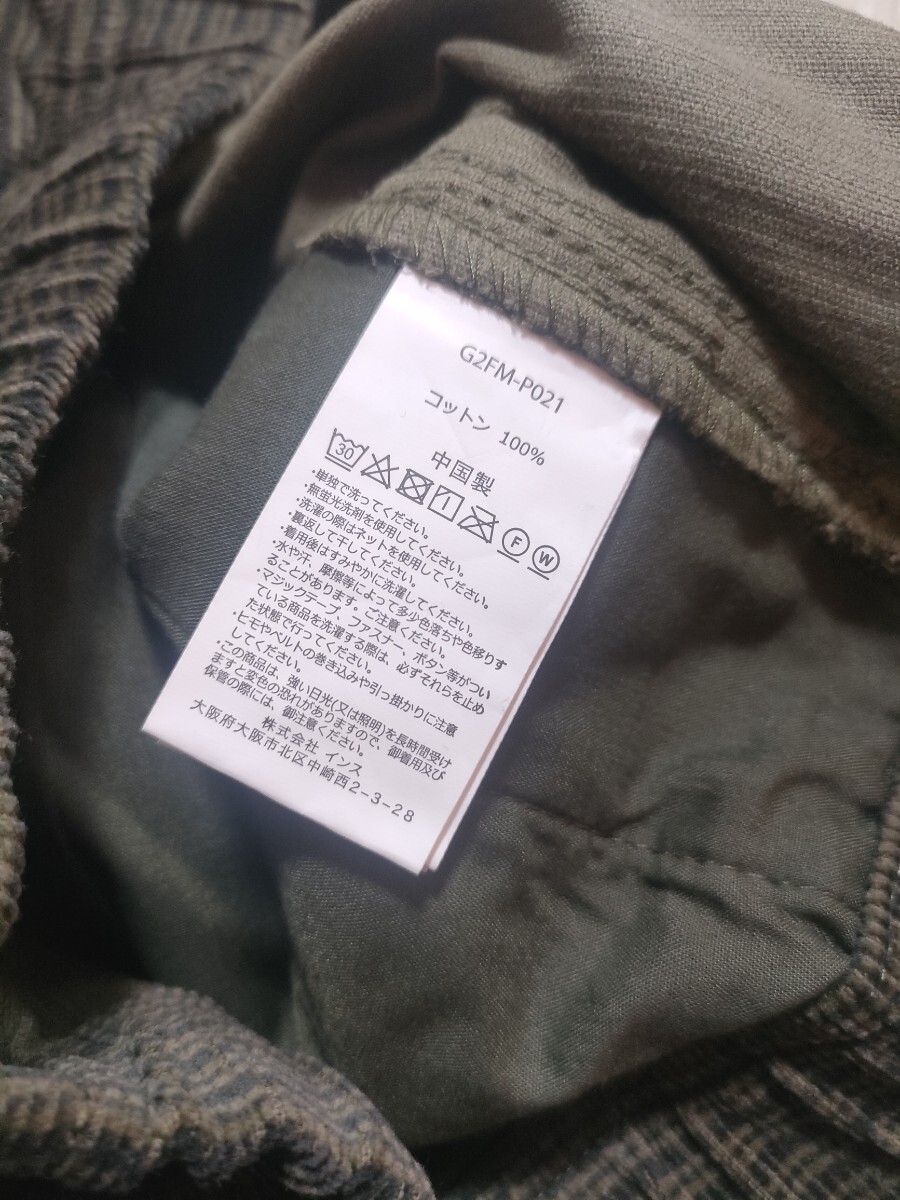 G2FM-P021
コットン 100%
中国製
30 F W
・単独で洗ってください。
・無蛍光洗剤を使用してください。
・洗濯の際はネットを使用してください。
・裏返して干してください。
・着用後はすみやかに洗濯してください。
・水や汗、摩擦等によって多少色落ちや色移りす
ることがあります。ご注意ください。
・マジックテープ、ファスナー、ボタン等がつい
ている商品を洗濯する際は、必ずそれらを止め
た状態で行ってください。
・ヒモやベルトの巻き込みや引っ掛かりに注意
してください。
・この商品は、強い日光(又は照明)を長時間受け
ますと変色の恐れがありますので、御着用及び
保管の際には、御注意ください。
株式会社 インス
大阪府大阪市北区中崎西2-3-28